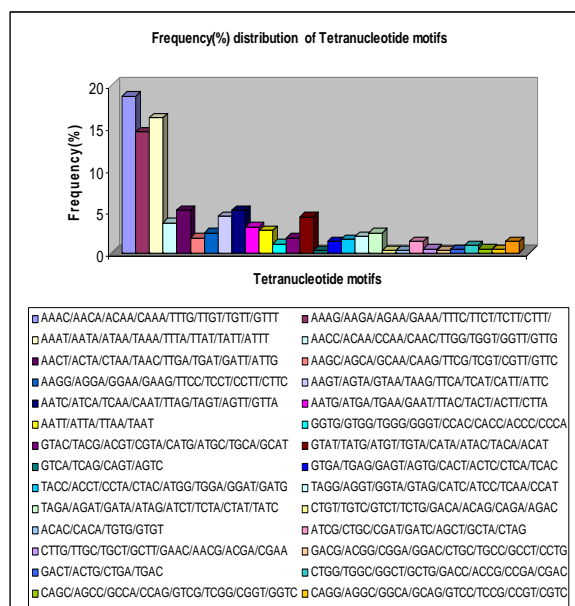 Frequency(%) distribution of Tetranucleotide motifs
20
15
10
5
0
Frequency(%)
Tetranucleotide motifs
AAAC/AACA/ACAA/CAAA/TTTG/TTGT/TGTT/GTTT
AAAG/AAGA/AGAA/GAAA/TTTC/TTCT/TCTT/CTTT/
AAAT/AATA/ATAA/TAAA/TTTA/TTAT/TATT/ATTT
AACC/ACAA/CCAA/CAAC/TTGG/TGGT/GGTT/GTTG
AACT/ACTA/CTAA/TAAC/TTGA/TGAT/GATT/ATTG
AAGC/AGCA/GCAA/CAAG/TTCG/TCGT/CGTT/GTTC
AAGG/AGGA/GGAA/GAAG/TTCC/TCCT/CCTT/CTTC
AAGT/AGTA/GTAA/TAAG/TTCA/TCAT/CATT/ATTC
AATC/ATCA/TCAA/CAAT/TTAG/TAGT/AGTT/GTTA
AATG/ATGA/TGAA/GAAT/TTAC/TACT/ACTT/CTTA
AATT/ATTA/TTAA/TAAT
GGTG/GTGG/TGGG/GGGT/CCAC/CACC/ACCC/CCCA
GTAC/TACG/ACGT/CGTA/CATG/ATGC/TGCA/GCAT
GTAT/TATG/ATGT/TGTA/CATA/ATAC/TACA/ACAT
GTCA/TCAG/CAGT/AGTC
GTGA/TGAG/GAGT/AGTG/CACT/ACTC/CTCA/TCAC
TACC/ACCT/CCTA/CTAC/ATGG/TGGA/GGAT/GATG
TAGG/AGGT/GGTA/GTAG/CATC/ATCC/TCAA/CCAT
TAGA/AGAT/GATA/ATAG/ATCT/TCTA/CTAT/TATC
CTGT/TGTC/GTCT/TCTG/GACA/ACAG/CAGA/AGAC
ACAC/CACA/TGTG/GTGT
ATCG/CTGC/CGAT/GATC/AGCT/GCTA/CTAG
CTTG/TTGC/TGCT/GCTT/GAAC/AACG/ACGA/CGAA
GACG/ACGG/CGGA/GGAC/CTGC/TGCC/GCCT/CCTG
GACT/ACTG/CTGA/TGAC
CTGG/TGGC/GGCT/GCTG/GACC/ACCG/CCGA/CGAC
CAGC/AGCC/GCCA/CCAG/GTCG/TCGG/CGGT/GGTC
CAGG/AGGC/GGCA/GCAG/GTCC/TCCG/CCGT/CGTC